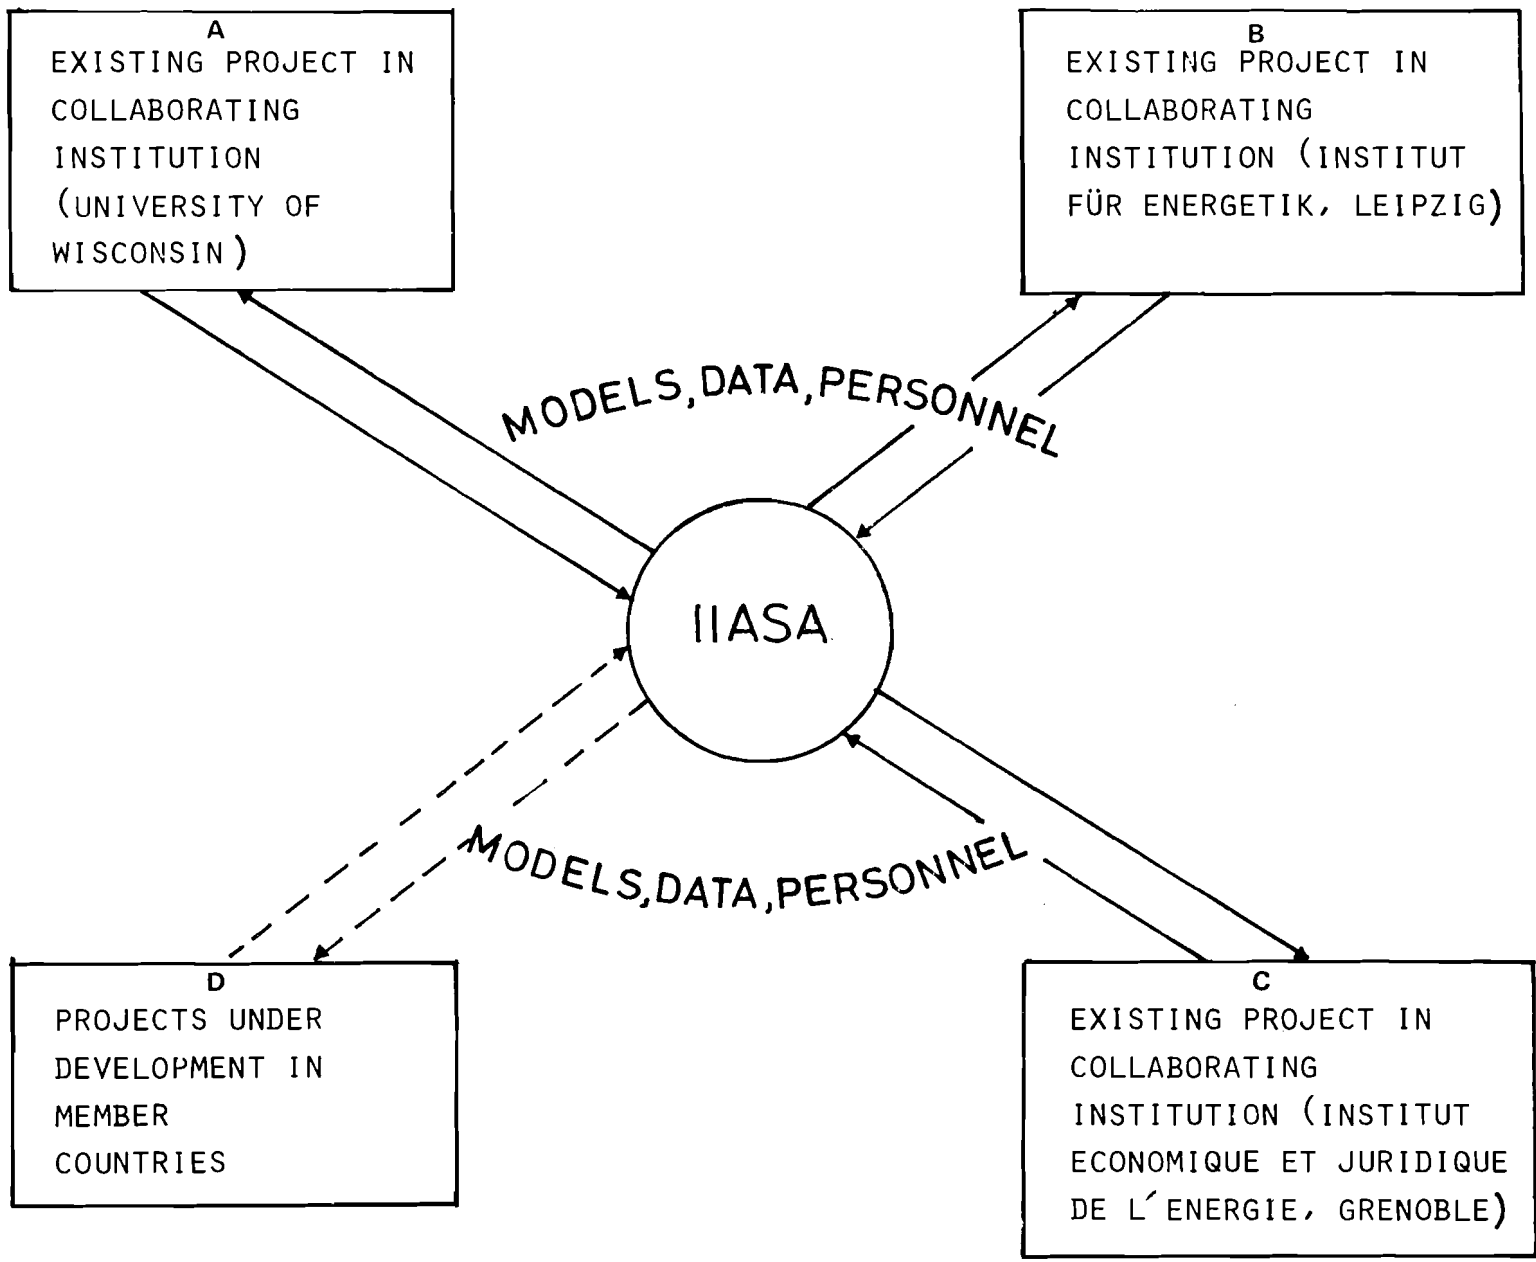 A
EXISTING PROJECT IN
COLLABORATING
INSTITUTION
(UNIVERSITY OF
WISCONSIN)
B
EXISTING PROJECT IN
COLLABORATING
INSTITUTION (INSTITUT
FÜR ENERGETIK, LEIPZIG)
MODELS, DATA, PERSONNEL
IIASA
MODELS, DATA, PERSONNEL
D
PROJECTS UNDER
DEVELOPMENT IN
MEMBER
COUNTRIES
C
EXISTING PROJECT IN
COLLABORATING
INSTITUTION (INSTITUT
ECONOMIQUE ET JURIDIQUE
DE L'ENERGIE, GRENOBLE)